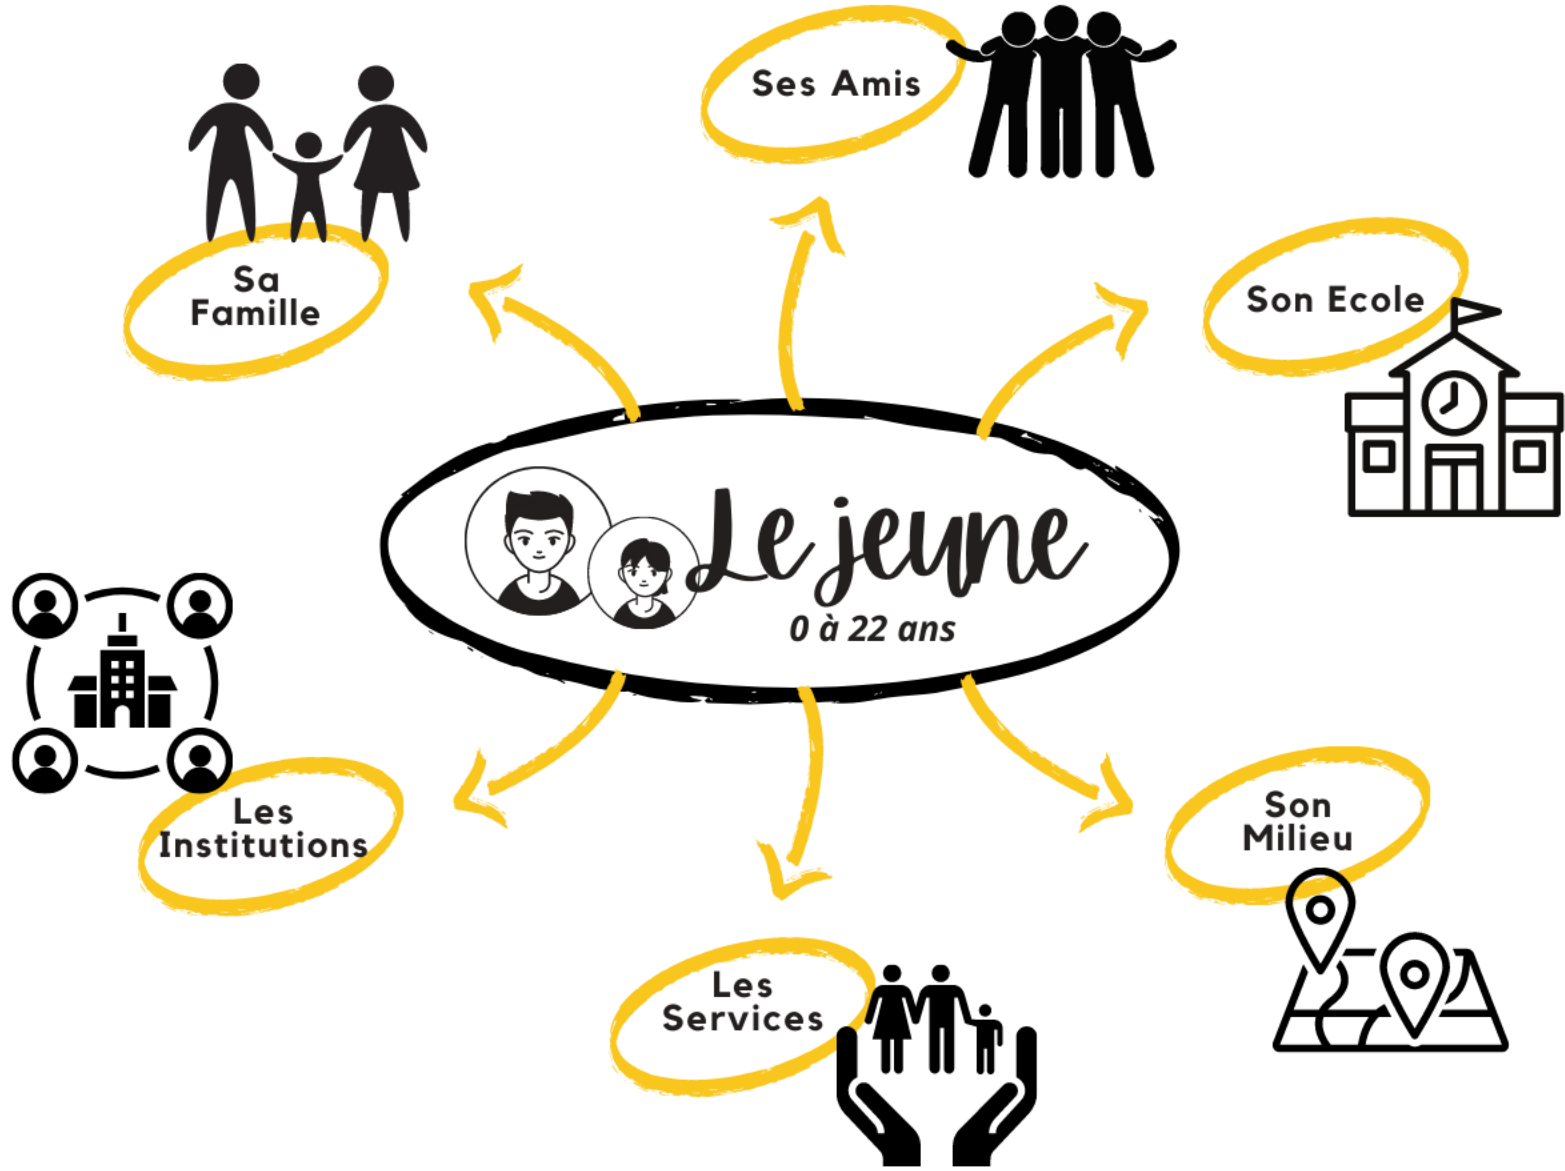 Ses Amis
Sa
Famille
Son Ecole
Le jeune
0 à 22 ans
Les
Institutions
Son
Milieu
Les
Services